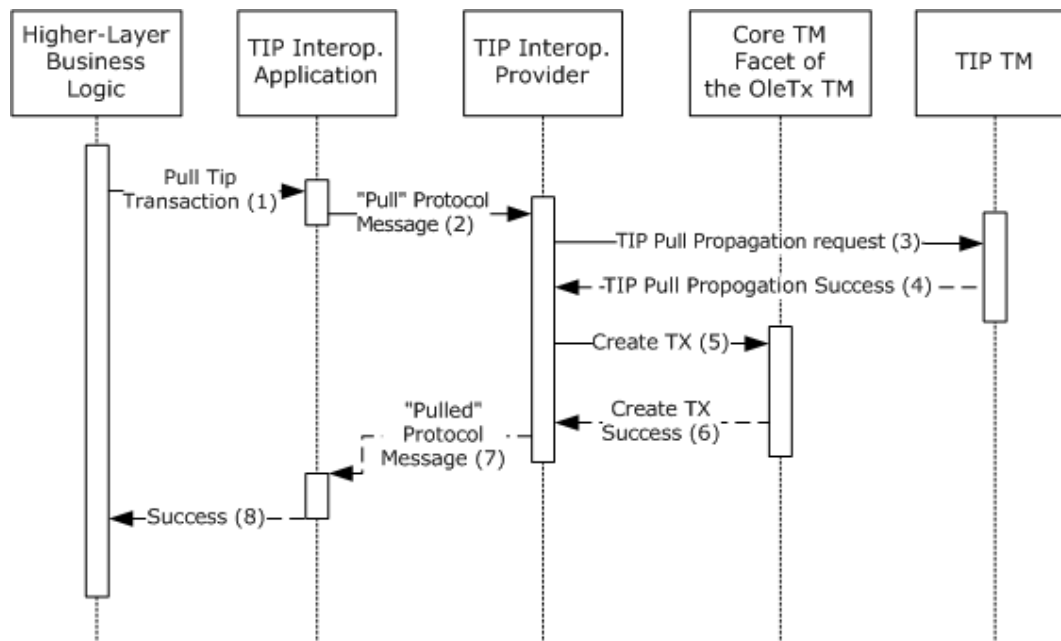 Higher-Layer
Business
Logic
TIP Interop.
Application
TIP Interop.
Provider
Core TM
Facet of
the OleTx TM
TIP TM
Pull Tip
Transaction (1)
"Pull" Protocol
Message (2)
TIP Pull Propagation request (3)
TIP Pull Propogation Success (4)
Create TX (5)
Create TX
Success (6)
"Pulled"
Protocol
Message (7)
Success (8)